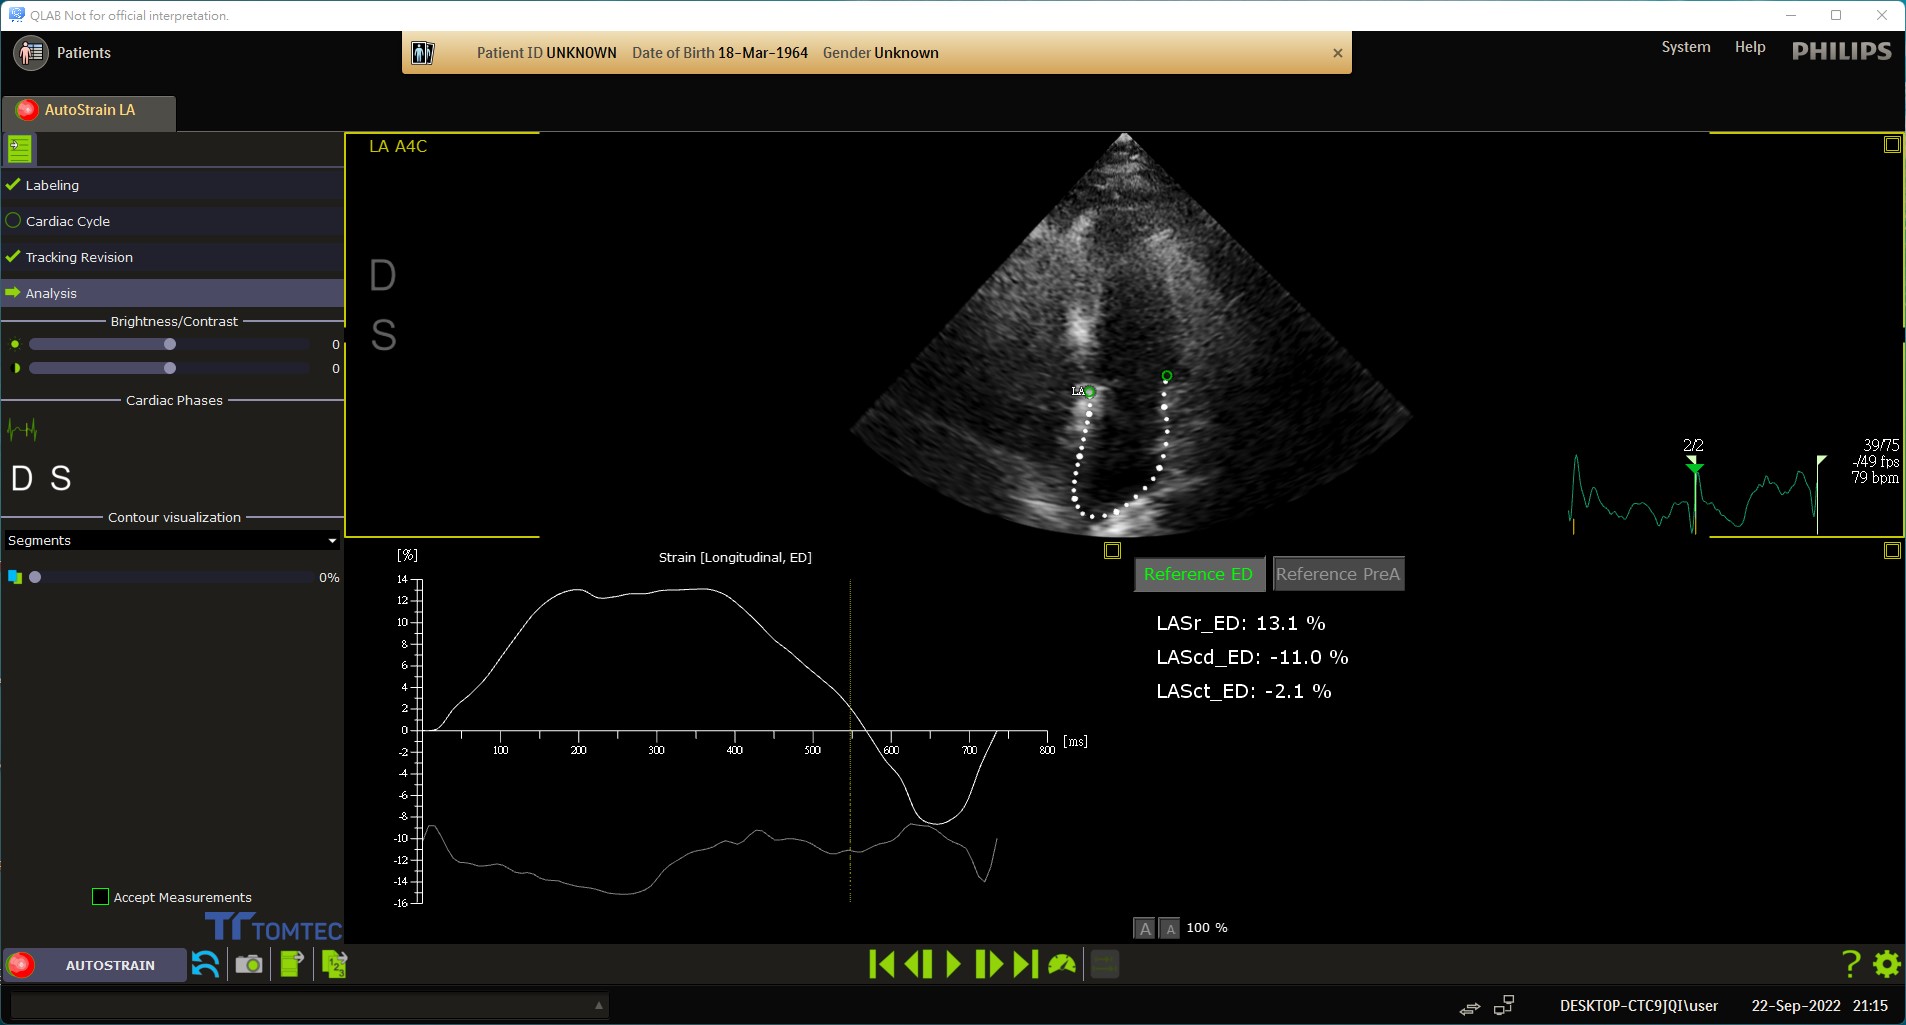 QLAB Not for official interpretation.
Patients
Patient ID UNKNOWN Date of Birth 18-Mar-1964 Gender Unknown
System Help PHILIPS
AutoStrain LA
Labeling
Cardiac Cycle
Tracking Revision
Analysis
Brightness/Contrast
0
0
Cardiac Phases
D S
Contour visualization
Segments
0%
Accept Measurements
TOMTEC
LA A4C
D
S
LA
2/2
39/75
-/49 fps
79 bpm
[%]
Strain [Longitudinal, ED]
14
12
10
8
6
4
2
0
-2
-4
-6
-8
-10
-12
-14
-16
100 200 300 400 500 600 700 800 [ms]
Reference ED Reference PreA
LASr_ED: 13.1 %
LAScd_ED: -11.0 %
LASct_ED: -2.1 %
A A 100 %
AUTOSTRAIN
123
?
DESKTOP-CTC9JQI\user 22-Sep-2022 21:15